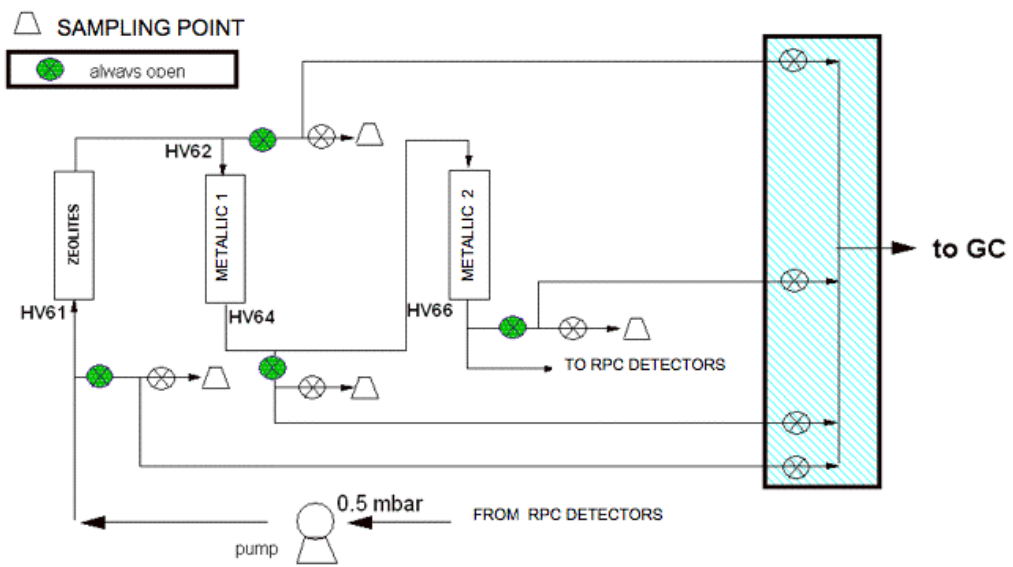 SAMPLING POINT
always open
HV62
ZEOLITES
METALLIC 1
METALLIC 2
to GC
HV61
HV64
HV66
TO RPC DETECTORS
0.5 mbar
FROM RPC DETECTORS
pump